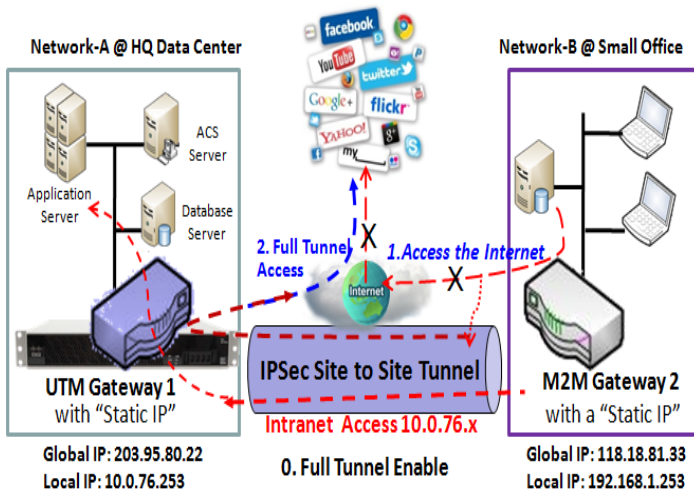 Network-A @ HQ Data Center
Network-B @ Small Office
facebook
YouTube
twitter
Google+
flickr
YAHOO!
g+
my
ACS
Server
Application
Server
Database
Server
2. Full Tunnel
Access
1.Access the Internet
X
X
Internet
IPSec Site to Site Tunnel
UTM Gateway 1
with “Static IP”
M2M Gateway 2
with a “Static IP”
Intranet Access 10.0.76.x
Global IP: 203.95.80.22
Local IP: 10.0.76.253
0. Full Tunnel Enable
Global IP: 118.18.81.33
Local IP: 192.168.1.253